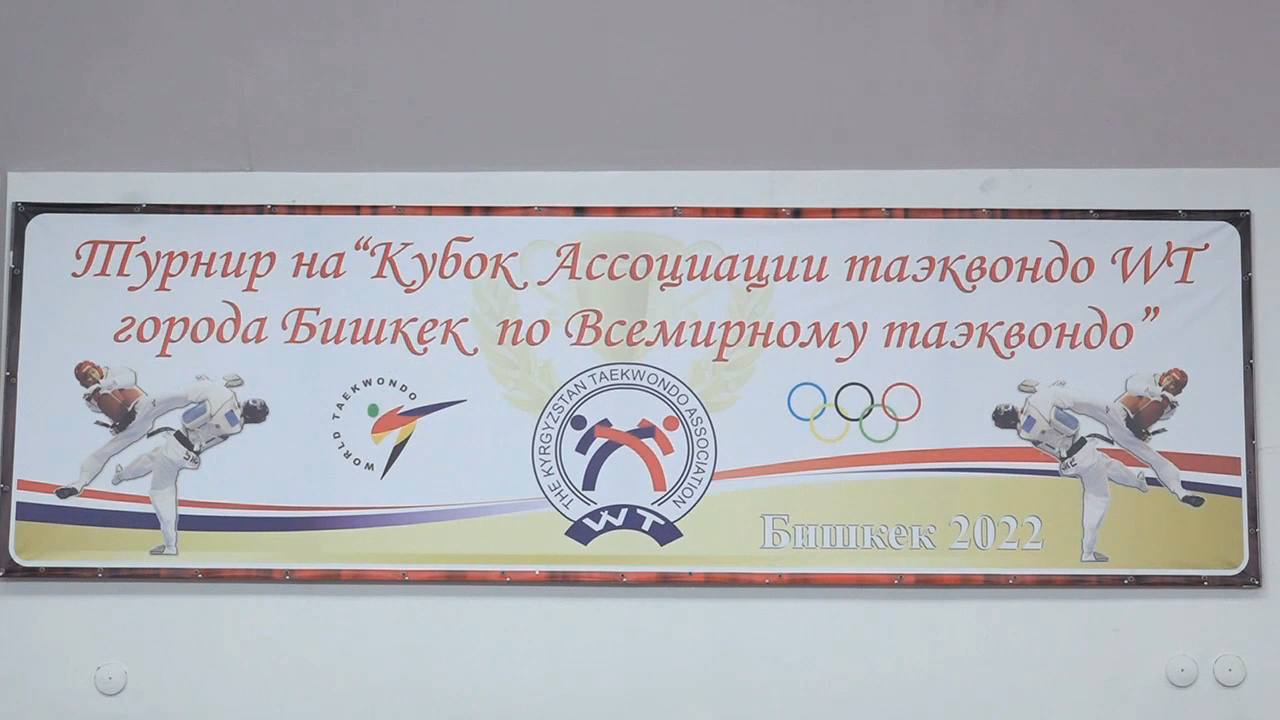 Турнир на “Кубок Ассоциации таэквондо WT
города Бишкек по Всемирному таэквондо”
WORLD TAEKWONDO
THE KYRGYZSTAN TAEKWONDO ASSOCIATION
WT
Бишкек 2022